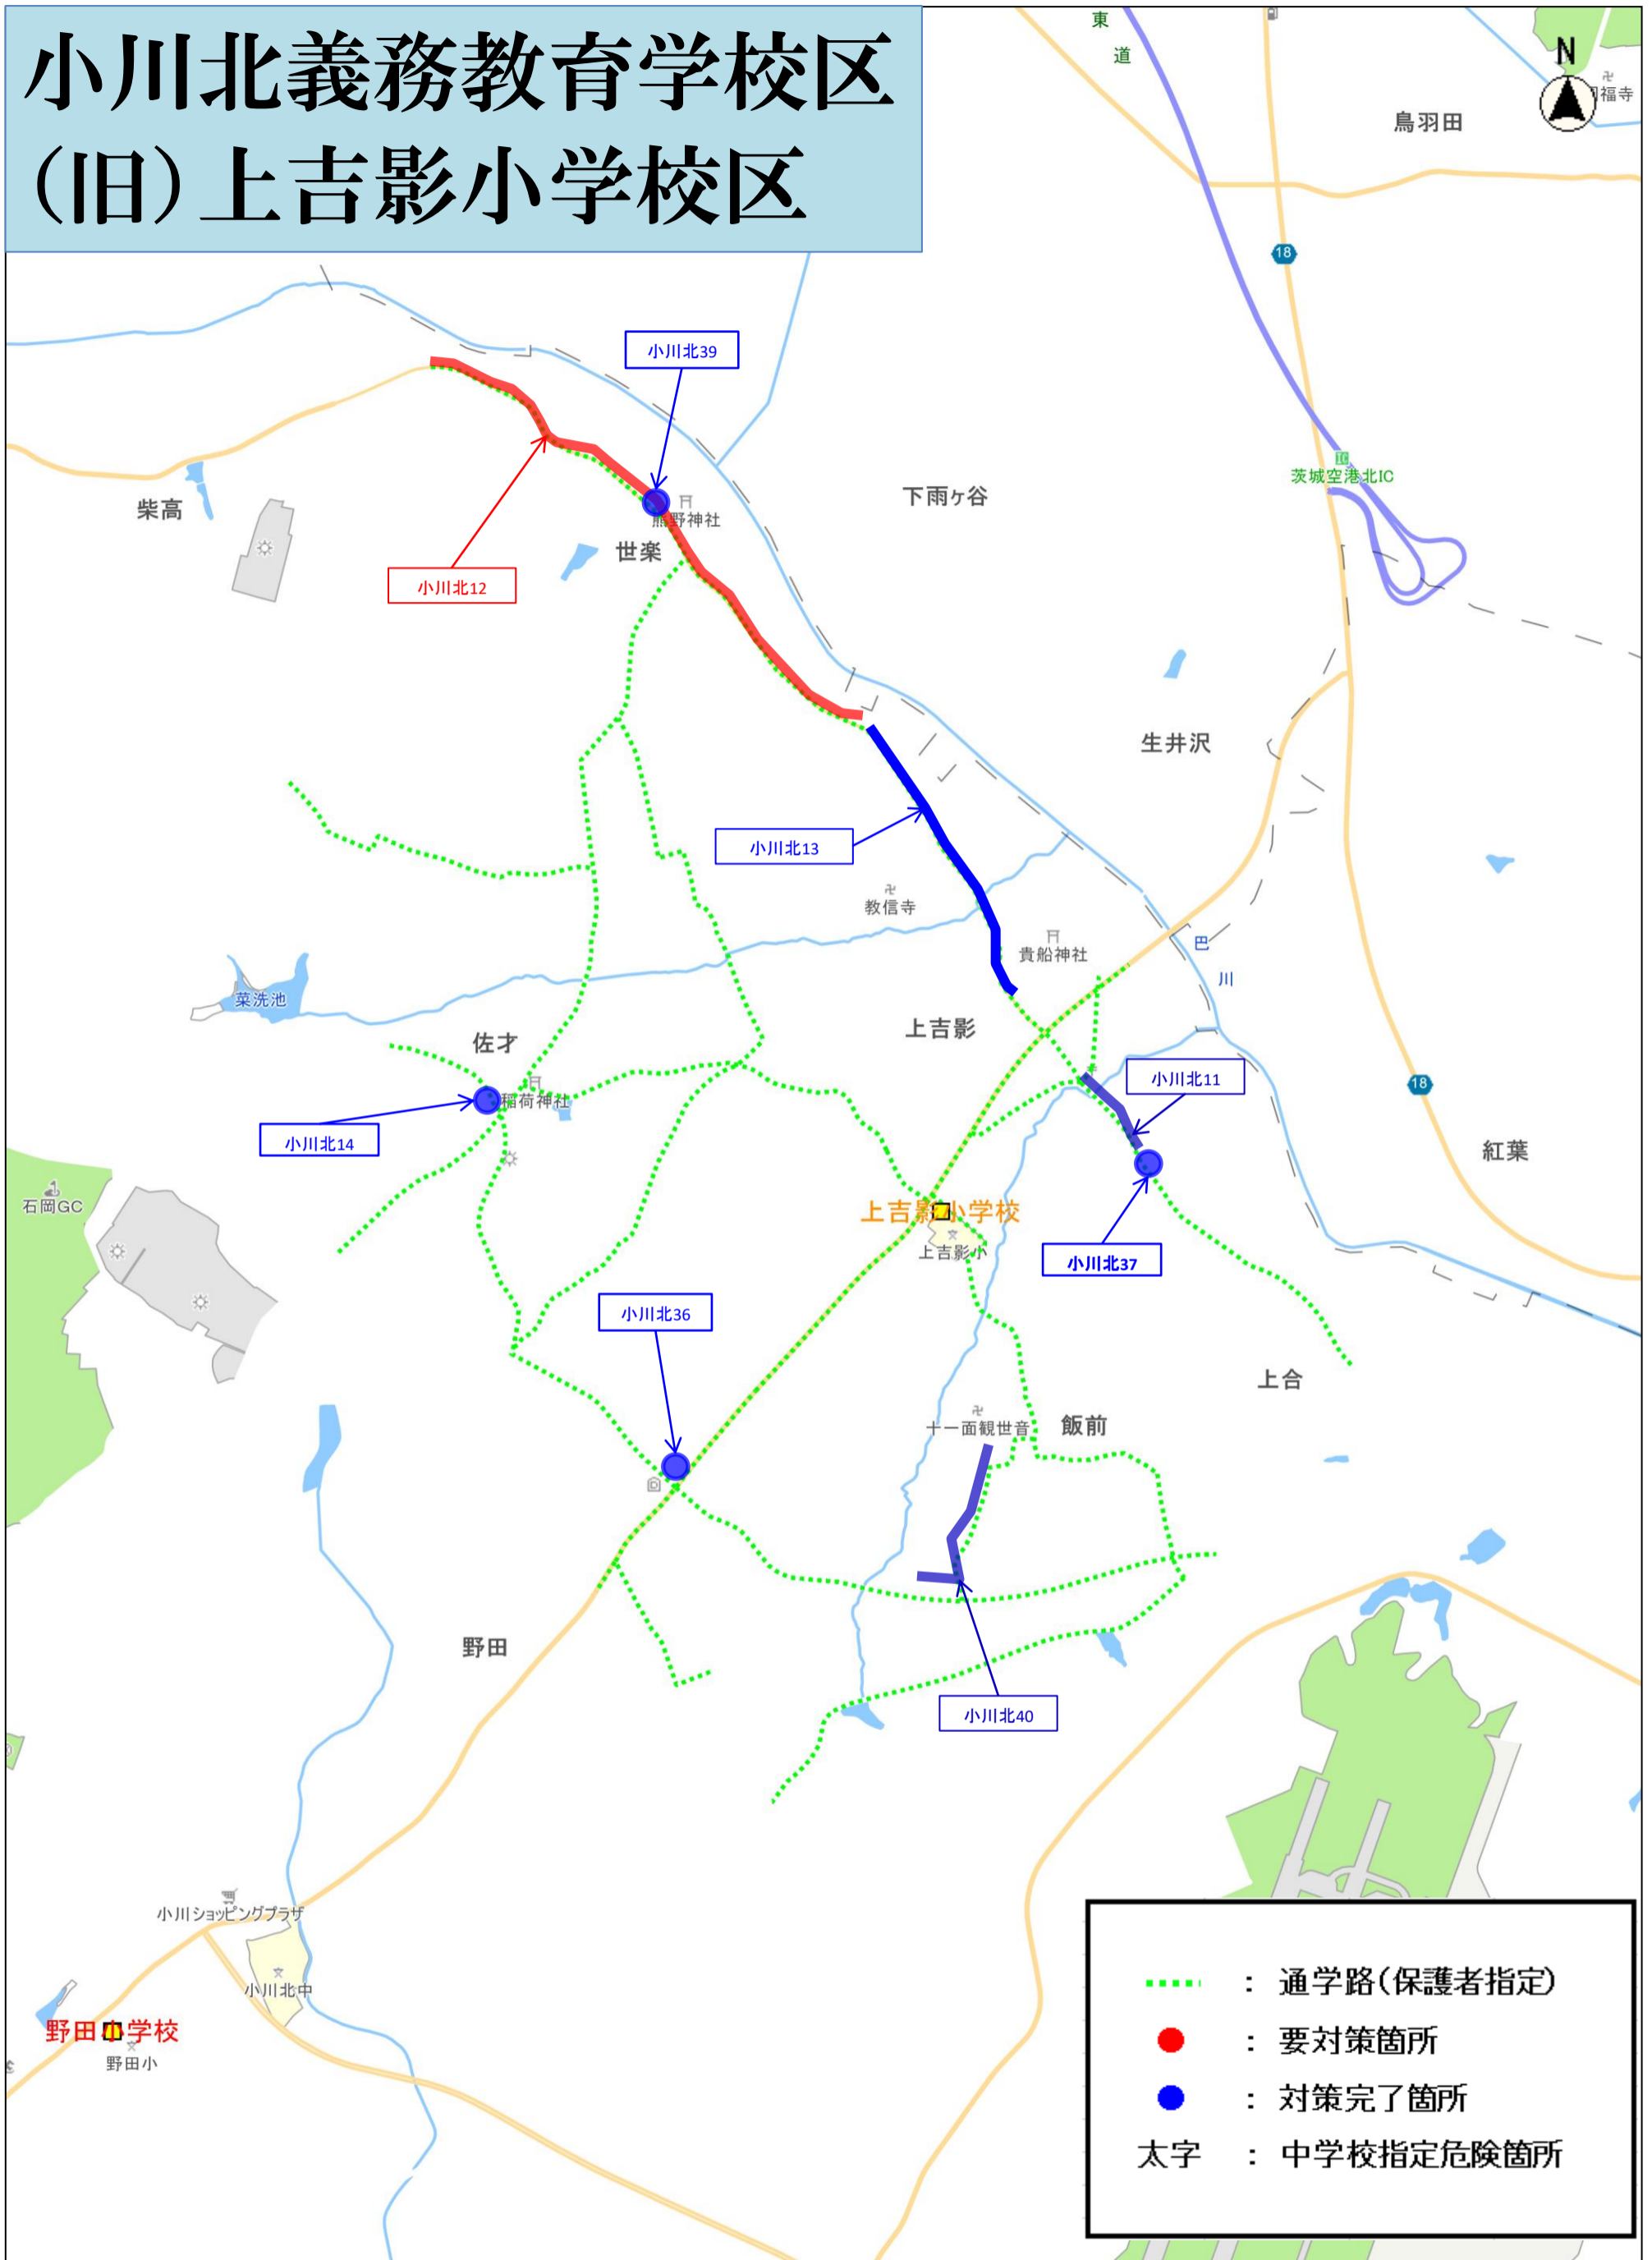 小川北義務教育学校区
(旧)上吉影小学校区
東
道
N
鳥羽田
18
小川北39
茨城空港北IC
下雨ヶ谷
柴高
熊野神社
世楽
小川北12
生井沢
小川北13
教信寺
貴船神社
巴
川
菜洗池
上吉影
佐才
小川北11
18
稲荷神社
小川北14
紅葉
石岡GC
上吉影小学校
上吉影小
小川北37
小川北36
上合
十一面観世音
飯前
野田
小川北40
小川ショッピングプラザ
小川北中
野田小学校
野田小
: 通学路(保護者指定)
: 要対策箇所
: 対策完了箇所
太字 : 中学校指定危険箇所